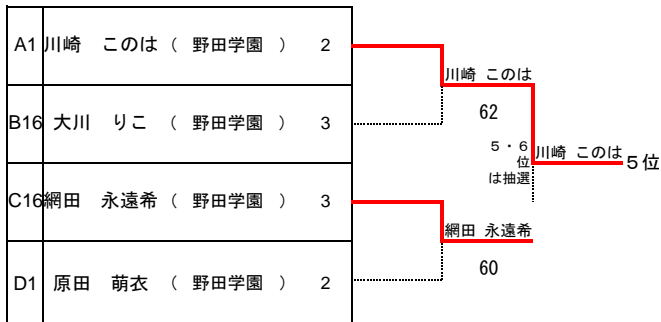 A1 川崎 このは ( 野田学園 ) 2
川崎 このは
B16 大川 りこ ( 野田学園 ) 3
62
５・６位は抽選
川崎 このは ５位
C16 網田 永遠希 ( 野田学園 ) 3
網田 永遠希
D1 原田 萌衣 ( 野田学園 ) 2
60